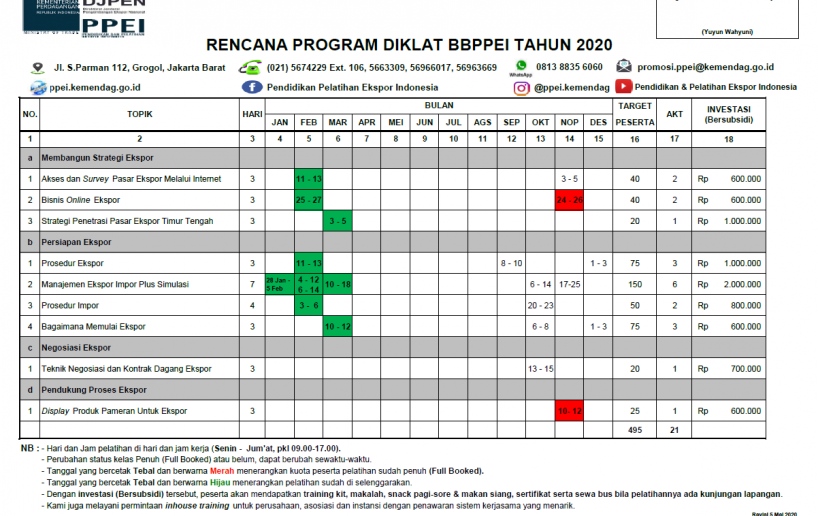 KEMENTERIAN
PERDAGANGAN
REPUBLIK INDONESIA
MINISTRY OF TRADE
DJPEN
PPEI
(Yuyun Wahyuni)
RENCANA PROGRAM DIKLAT BBPPEI TAHUN 2020
Jl. S.Parman 112, Grogol, Jakarta Barat (021) 5674229 Ext. 106, 5663309, 56966017, 56963669 WhatsApp 0813 8835 6060 promosi.ppei@kemendag.go.id
ppei.kemendag.go.id Pendidikan Pelatihan Ekspor Indonesia @ppei.kemendag Pendidikan & Pelatihan Ekspor Indonesia
NO. TOPIK HARI BULAN TARGET PESERTA AKT INVESTASI (Bersubsidi)
JAN FEB MAR APR MEI JUN JUL AGS SEP OKT NOP DES
1 2 3 4 5 6 7 8 9 10 11 12 13 14 15 16 17 18
a Membangun Strategi Ekspor
1 Akses dan Survey Pasar Ekspor Melalui Internet 3 11 - 13 3 - 5 40 2 Rp 600.000
2 Bisnis Online Ekspor 3 25 - 27 24 - 26 40 2 Rp 600.000
3 Strategi Penetrasi Pasar Ekspor Timur Tengah 3 3 - 5 20 1 Rp 1.000.000
b Persiapan Ekspor
1 Prosedur Ekspor 3 11 - 13 8 - 10 1 - 3 75 3 Rp 1.000.000
2 Manajemen Ekspor Impor Plus Simulasi 7 28 Jan - 5 Feb 4 - 12 6 - 14 10 - 18 6 - 14 17-25 150 6 Rp 2.000.000
3 Prosedur Impor 4 3 - 6 20 - 23 50 2 Rp 800.000
4 Bagaimana Memulai Ekspor 3 10 - 12 6 - 8 1 - 3 75 3 Rp 600.000
c Negosiasi Ekspor
1 Teknik Negosiasi dan Kontrak Dagang Ekspor 3 13 - 15 20 1 Rp 700.000
d Pendukung Proses Ekspor
1 Display Produk Pameran Untuk Ekspor 3 10- 12 25 1 Rp 600.000
495 21
NB : - Hari dan Jam pelatihan di hari dan jam kerja (Senin - Jum'at, pkl 09.00-17.00).
- Perubahan status kelas Penuh (Full Booked) atau belum, dapat berubah sewaktu-waktu.
- Tanggal yang bercetak Tebal dan berwarna Merah menerangkan kuota peserta pelatihan sudah penuh (Full Booked).
- Tanggal yang bercetak Tebal dan berwarna Hijau menerangkan pelatihan sudah di selenggarakan.
- Dengan investasi (Bersubsidi) tersebut, peserta akan mendapatkan training kit, makalah, snack pagi-sore & makan siang, sertifikat serta sewa bus bila pelatihannya ada kunjungan lapangan.
- Kami juga melayani permintaan inhouse training untuk perusahaan, asosiasi dan instansi dengan penawaran sistem kerjasama yang menarik.
Revisi 5 Mei 2020